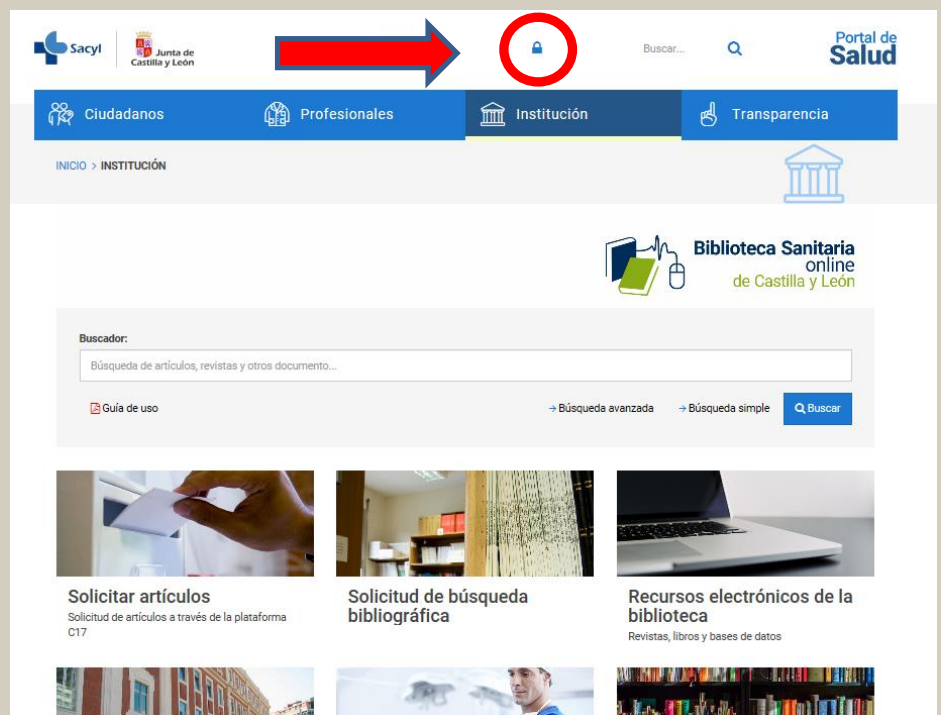 Sacyl
Junta de
Castilla y León
Buscar...
Portal de
Salud
Ciudadanos
Profesionales
Institución
Transparencia
INICIO > INSTITUCIÓN
Biblioteca Sanitaria
online
de Castilla y León
Buscador:
Búsqueda de artículos, revistas y otros documento...
Guía de uso
→ Búsqueda avanzada
→ Búsqueda simple
Buscar
Solicitar artículos
Solicitud de artículos a través de la plataforma
C17
Solicitud de búsqueda
bibliográfica
Recursos electrónicos de la
biblioteca
Revistas, libros y bases de datos